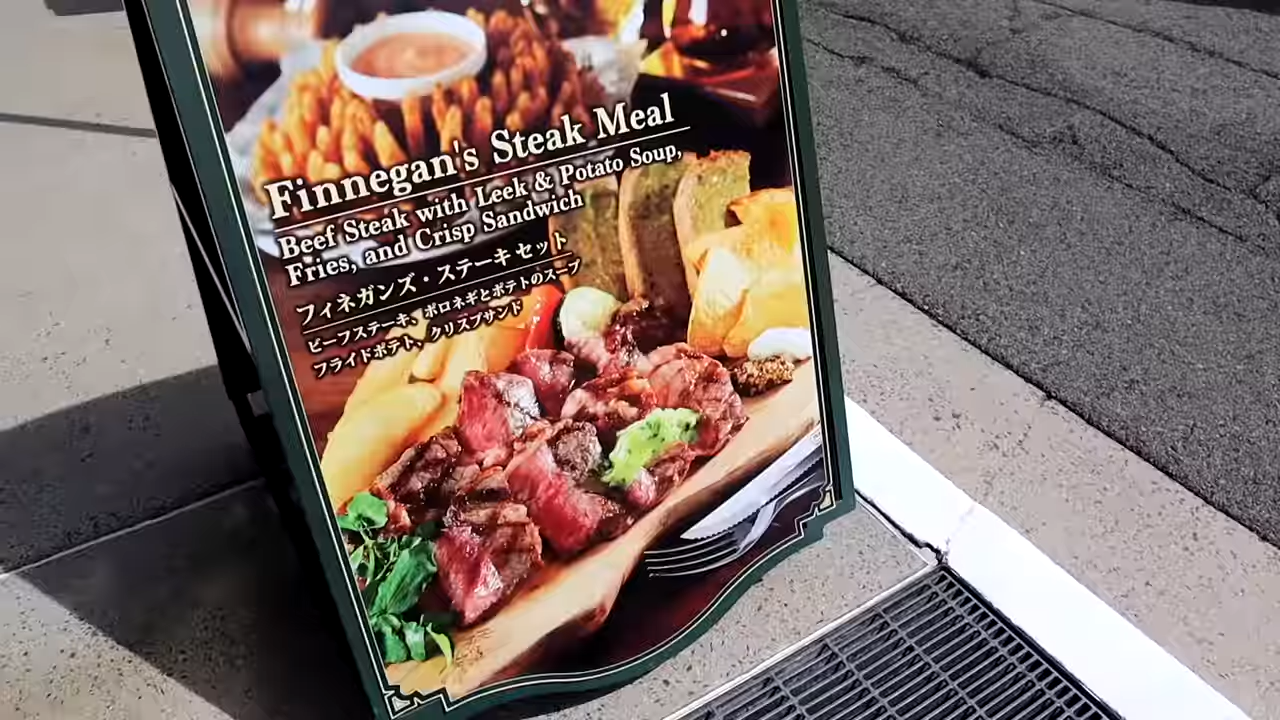 Finnegan's Steak Meal
Beef Steak with Leek & Potato Soup,
Fries, and Crisp Sandwich
フィネガンズ・ステーキ セット
ビーフステーキ、ポロネギとポテトのスープ
フライドポテト、クリスプサンド